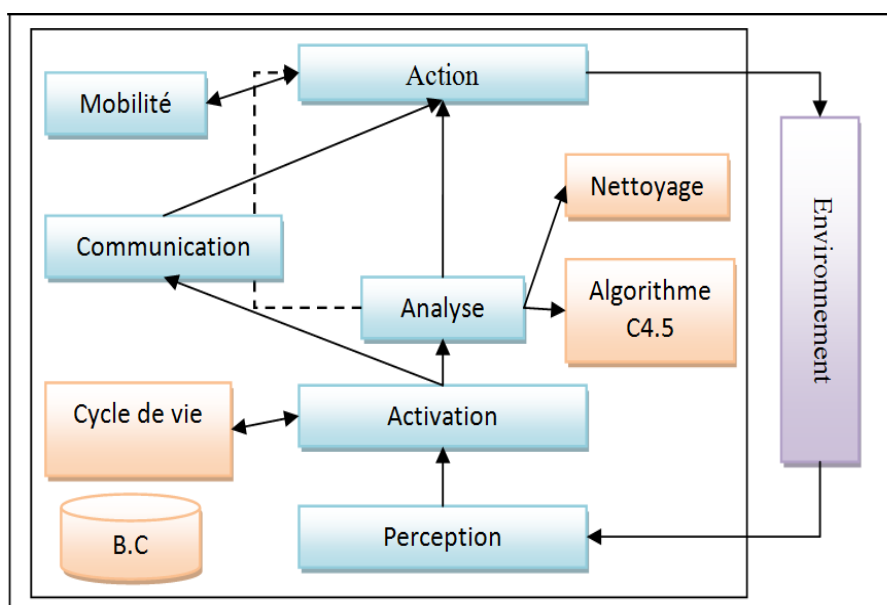 Action
Mobilité
Nettoyage
Communication
Environnement
Algorithme
C4.5
Analyse
Cycle de vie
Activation
B.C
Perception